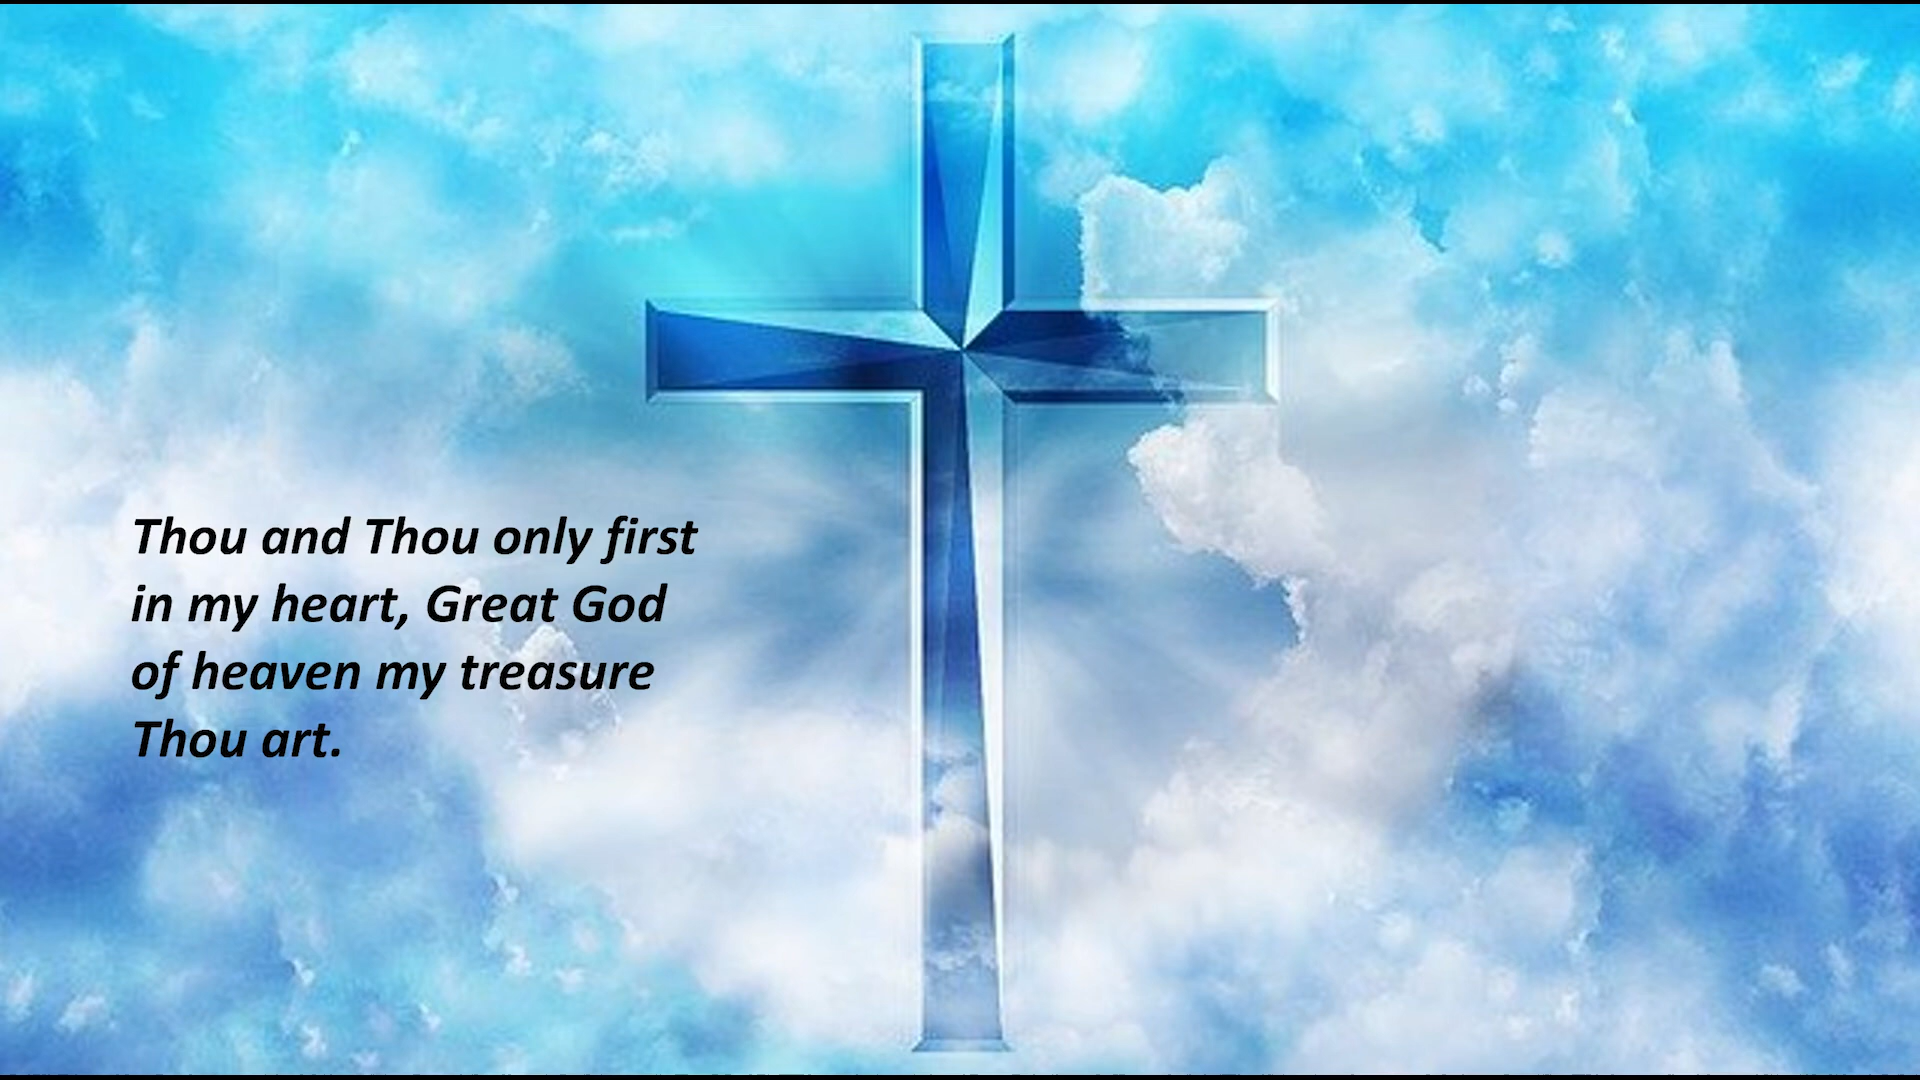 Thou and Thou only first
in my heart, Great God
of heaven my treasure
Thou art.